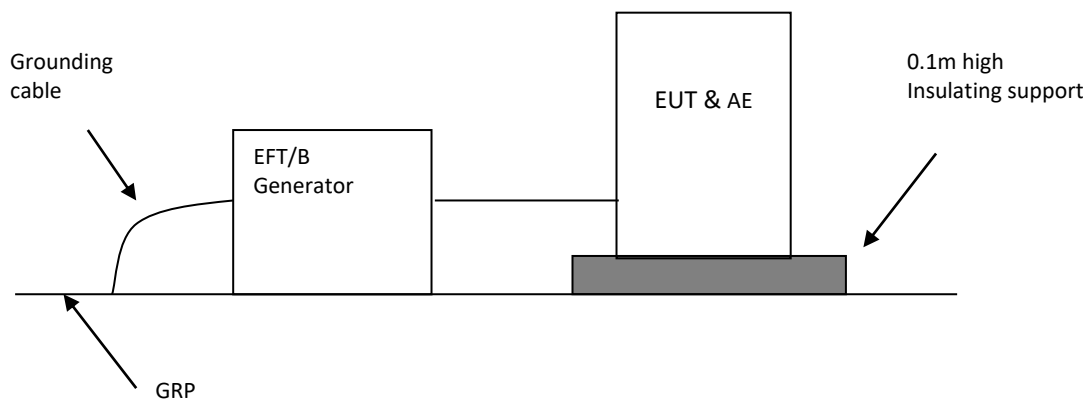 Grounding
cable
EFT/B
Generator
EUT & AE
0.1m high
Insulating support
GRP